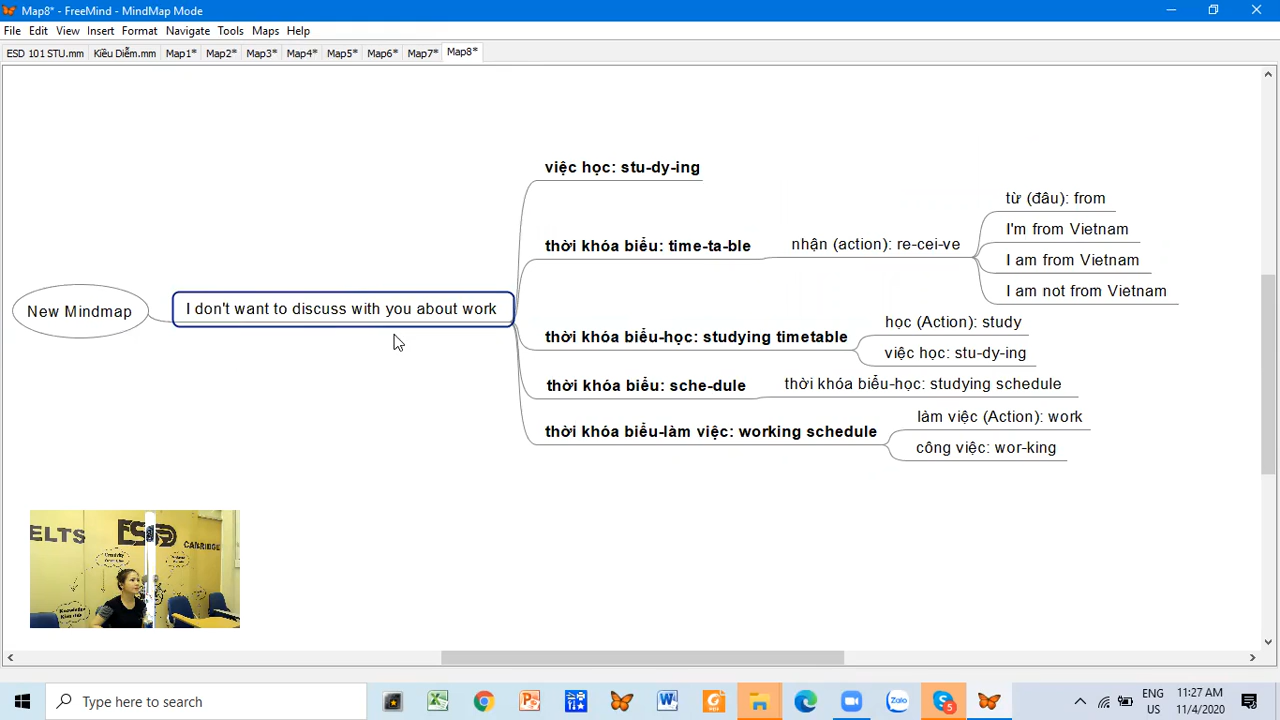 Map8* - FreeMind - MindMap Mode
File Edit View Insert Format Navigate Tools Maps Help
ESD 101 STU.mm Kiều Diễm.mm Map1* Map2* Map3* Map4* Map5* Map6* Map7* Map8*
việc học: stu-dy-ing
từ (đâu): from
I'm from Vietnam
thời khóa biểu: time-ta-ble
nhận (action): re-cei-ve
I am from Vietnam
I am not from Vietnam
New Mindmap
I don't want to discuss with you about work
học (Action): study
thời khóa biểu-học: studying timetable
việc học: stu-dy-ing
thời khóa biểu: sche-dule
thời khóa biểu-học: studying schedule
làm việc (Action): work
thời khóa biểu-làm việc: working schedule
công việc: wor-king
ELTS
ESD
CAMBRIDGE
Type here to search
Zalo
5
ENG
US
11:27 AM
11/4/2020